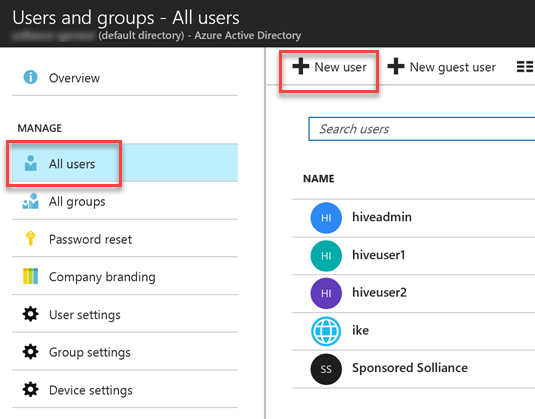 Users and groups - All users
(default directory) - Azure Active Directory
Overview
MANAGE
All users
All groups
Password reset
Company branding
User settings
Group settings
Device settings
New user
New guest user
Search users
NAME
HI
hiveadmin
HI
hiveuser1
HI
hiveuser2
ike
SS
Sponsored Solliance